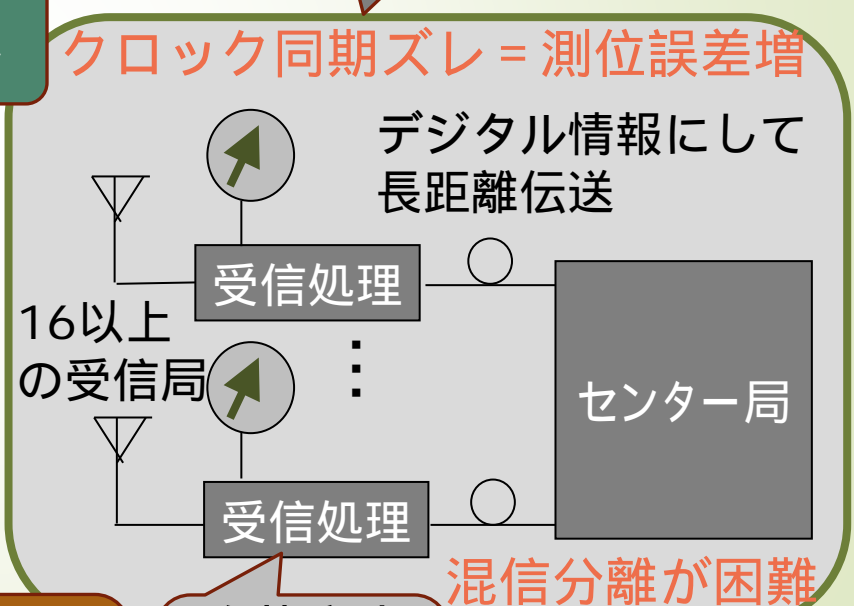 クロック同期ズレ = 測位誤差増
デジタル情報にして
長距離伝送
受信処理
16以上
の受信局
センター局
受信処理
混信分離が困難